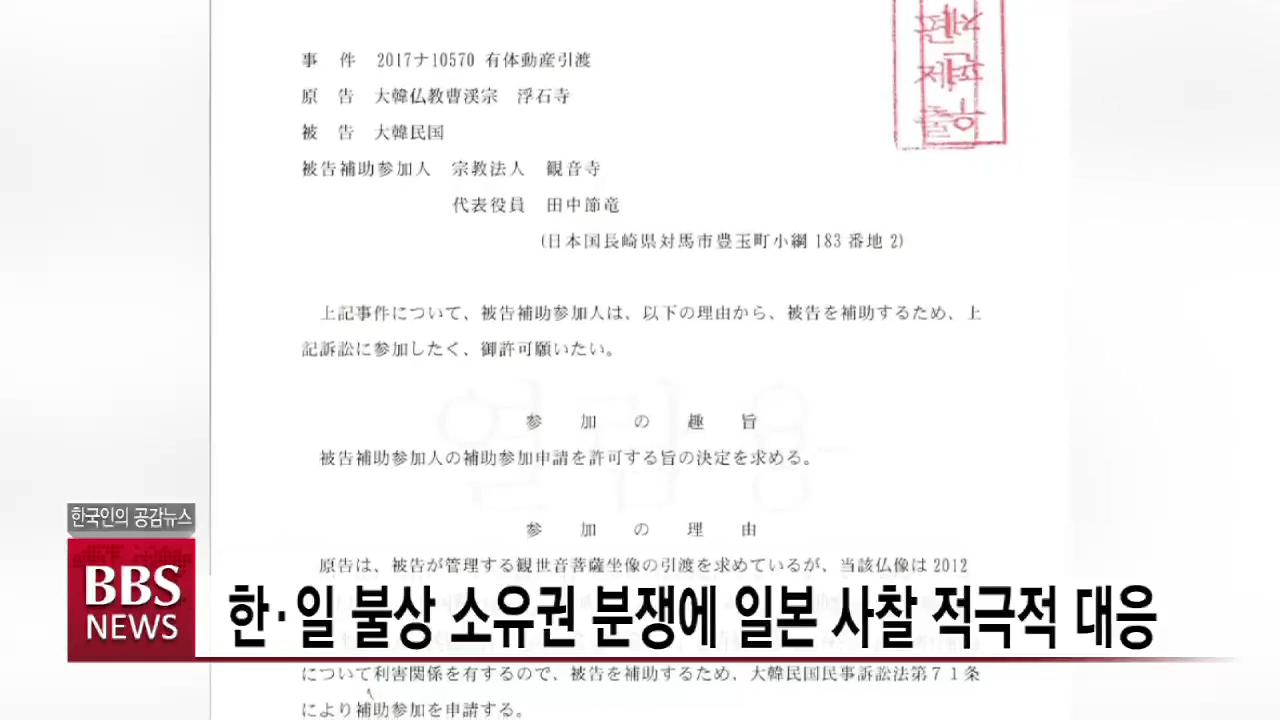 事 件 2017ナ10570 有体動産引渡
原 告 大韓仏教曹渓宗 浮石寺
被 告 大韓民国
被告補助参加人 宗教法人 観音寺
代表役員 田中節竜
(日本国長崎県対馬市豊玉町小綱 183 番地 2)
上記事件について、被告補助参加人は、以下の理由から、被告を補助するため、上
記訴訟に参加したく、御許可願いたい。
열람용
参 加 の 趣 旨
被告補助参加人の補助参加申請を許可する旨の決定を求める。
参 加 の 理 由
原告は、被告が管理する観世音菩薩坐像の引渡を求めているが、当該仏像は 2012
한국인의 공감뉴스
BBS
NEWS
한·일 불상 소유권 분쟁에 일본 사찰 적극적 대응
について利害関係を有するので、被告を補助するため、大韓民国民事訴訟法第７１条
により補助参加を申請する。